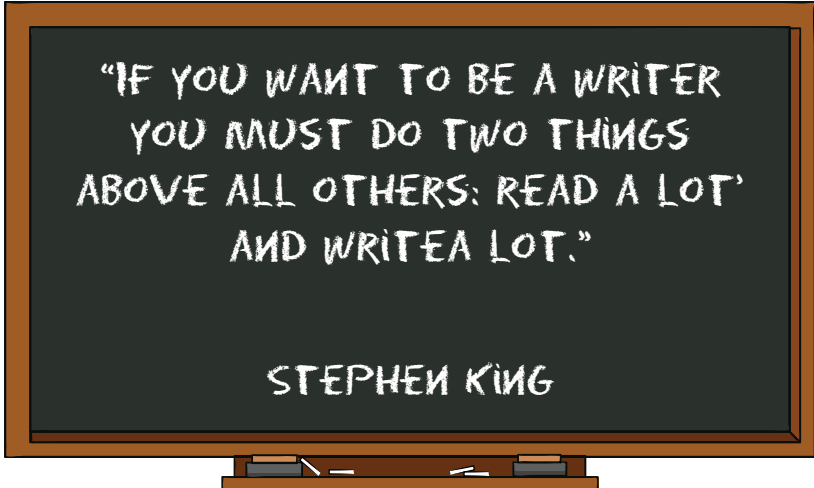 “IF YOU WANT TO BE A WRITER
YOU MUST DO TWO THINGS
ABOVE ALL OTHERS: READ A LOT’
AND WRITEA LOT.”
STEPHEN KING